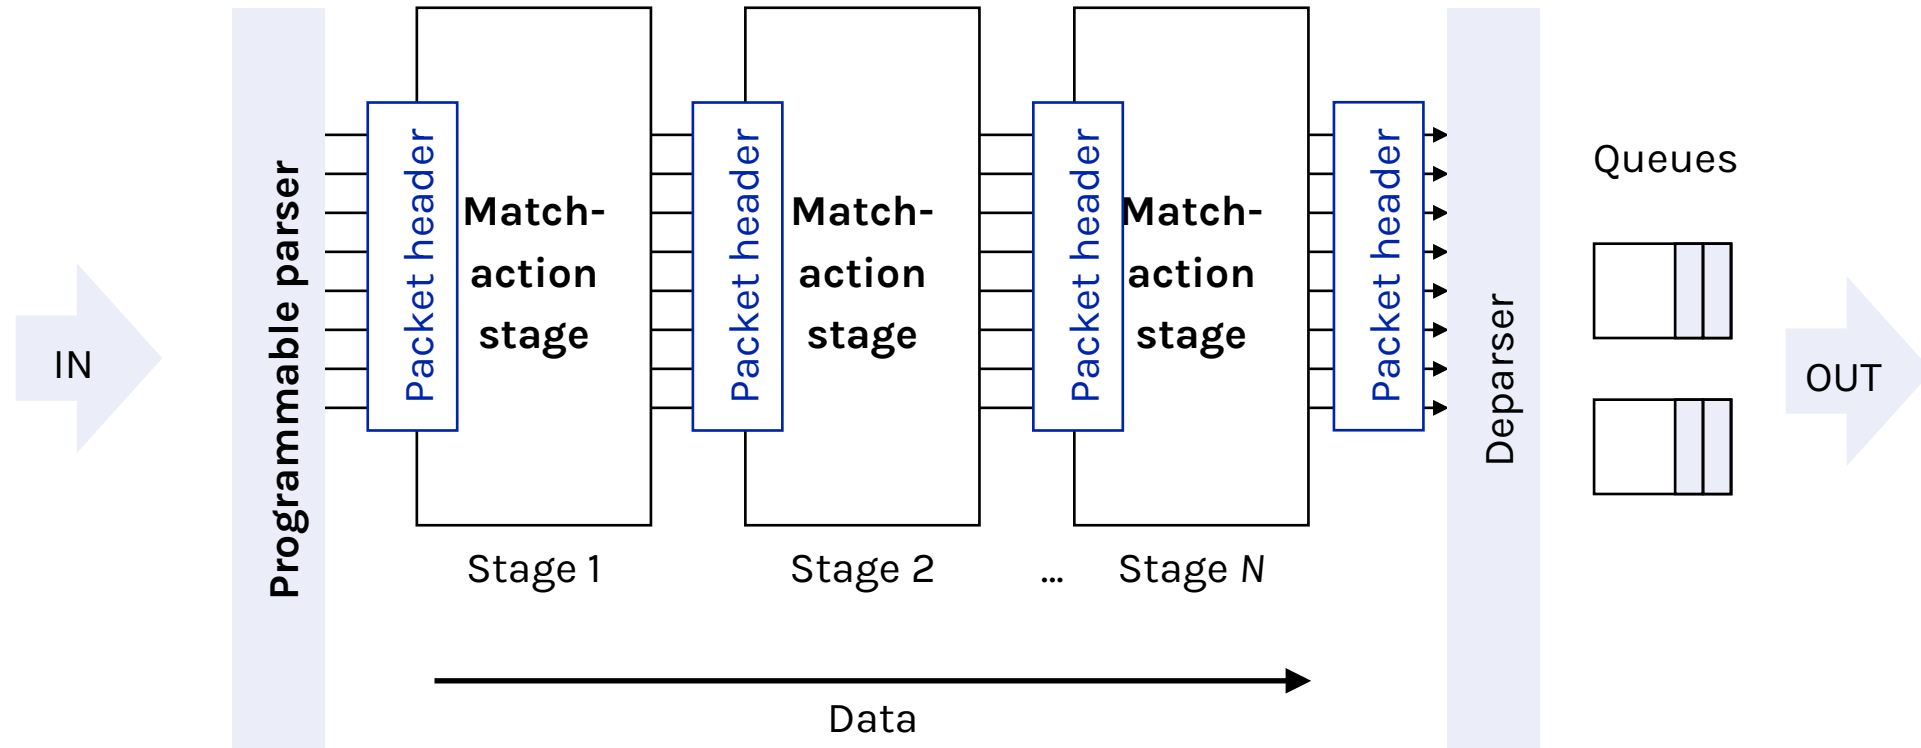 IN
Programmable parser
Packet header
Match-
action
stage
Stage 1
Packet header
Match-
action
stage
Stage 2
...
Packet header
Match-
action
stage
Stage N
Packet header
Deparser
Queues
OUT
Data